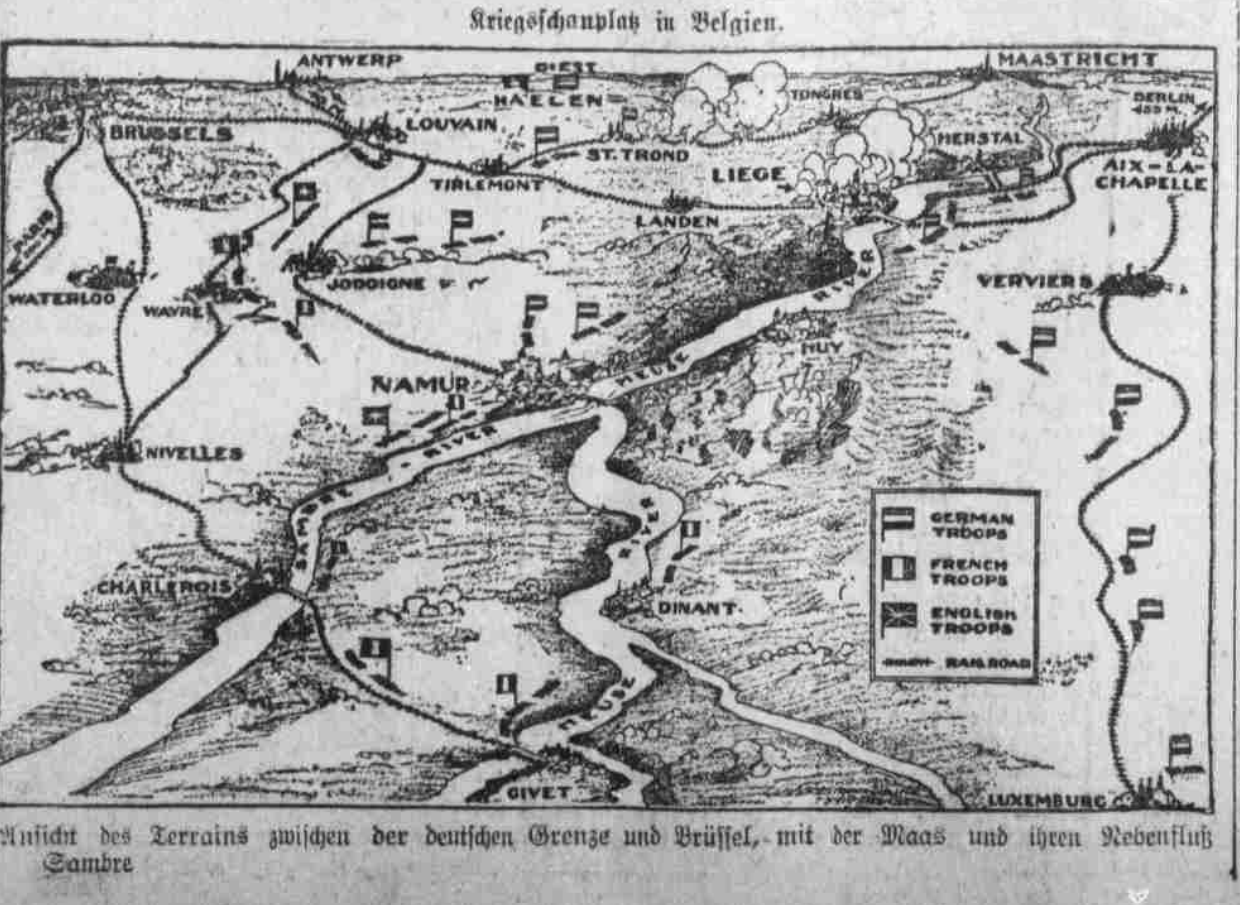 Kriegsschauplatz in Belgien.
ANTWERP
DIEST
MAASTRICHT
HAELEN
TONGRES
BERLIN
BRUSSELS
LOUVAIN
HERSTAL
ST. TROND
AIX-LA-
CHAPELLE
LIEGE
TIRLEMONT
LANDEN
PARIS
WATERLOO
JODOIGNE
WAVRE
RIVER
VERVIERS
HUY
MEUSE
NAMUR
SAMBRE - RIVER
NIVELLES
RIVER
CHARLEROIS
DINANT
GERMAN
TROOPS
FRENCH
TROOPS
ENGLISH
TROOPS
RAILROAD
MEUSE
GIVET
LUXEMBURG
Ansicht des Terrains zwischen der deutschen Grenze und Brüssel, mit der Maas und ihren Nebenfluß
Sambre